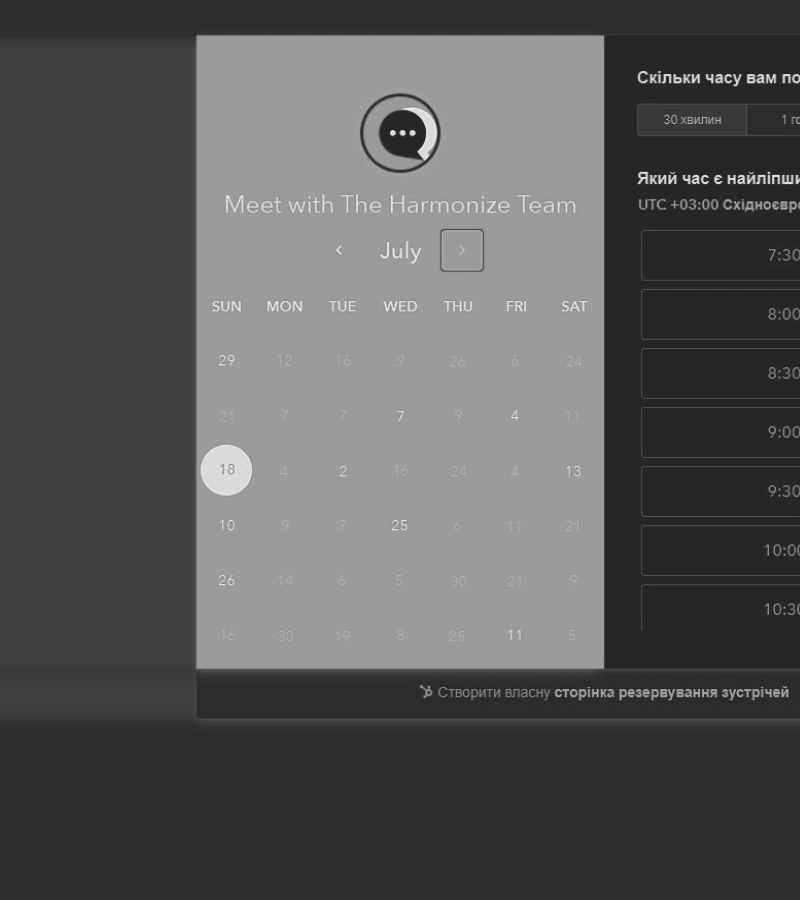 Meet with The Harmonize Team
July
SUN MON TUE WED THU FRI SAT
29 12 16 9 26 6 24
21 7 7 7 9 4 11
18 4 2 16 24 4 13
10 9 7 25 6 11 21
26 14 6 5 30 21 9
16 30 19 8 25 11 5
Скільки часу вам по
30 хвилин 1 го
Який час є найліпши
UTC +03:00 Східноєвро
7:30
8:00
8:30
9:00
9:30
10:00
10:30
Створити власну сторінка резервування зустрічей